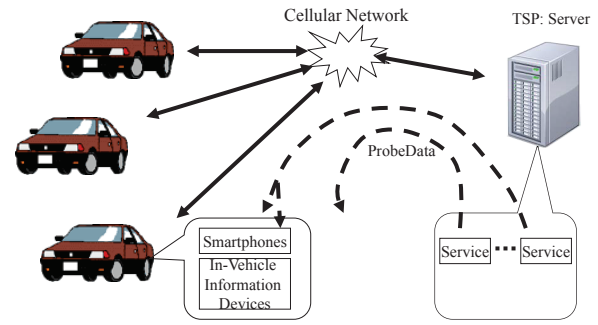 Cellular Network
TSP: Server
ProbeData
Smartphones
In-Vehicle
Information
Devices
Service
Service